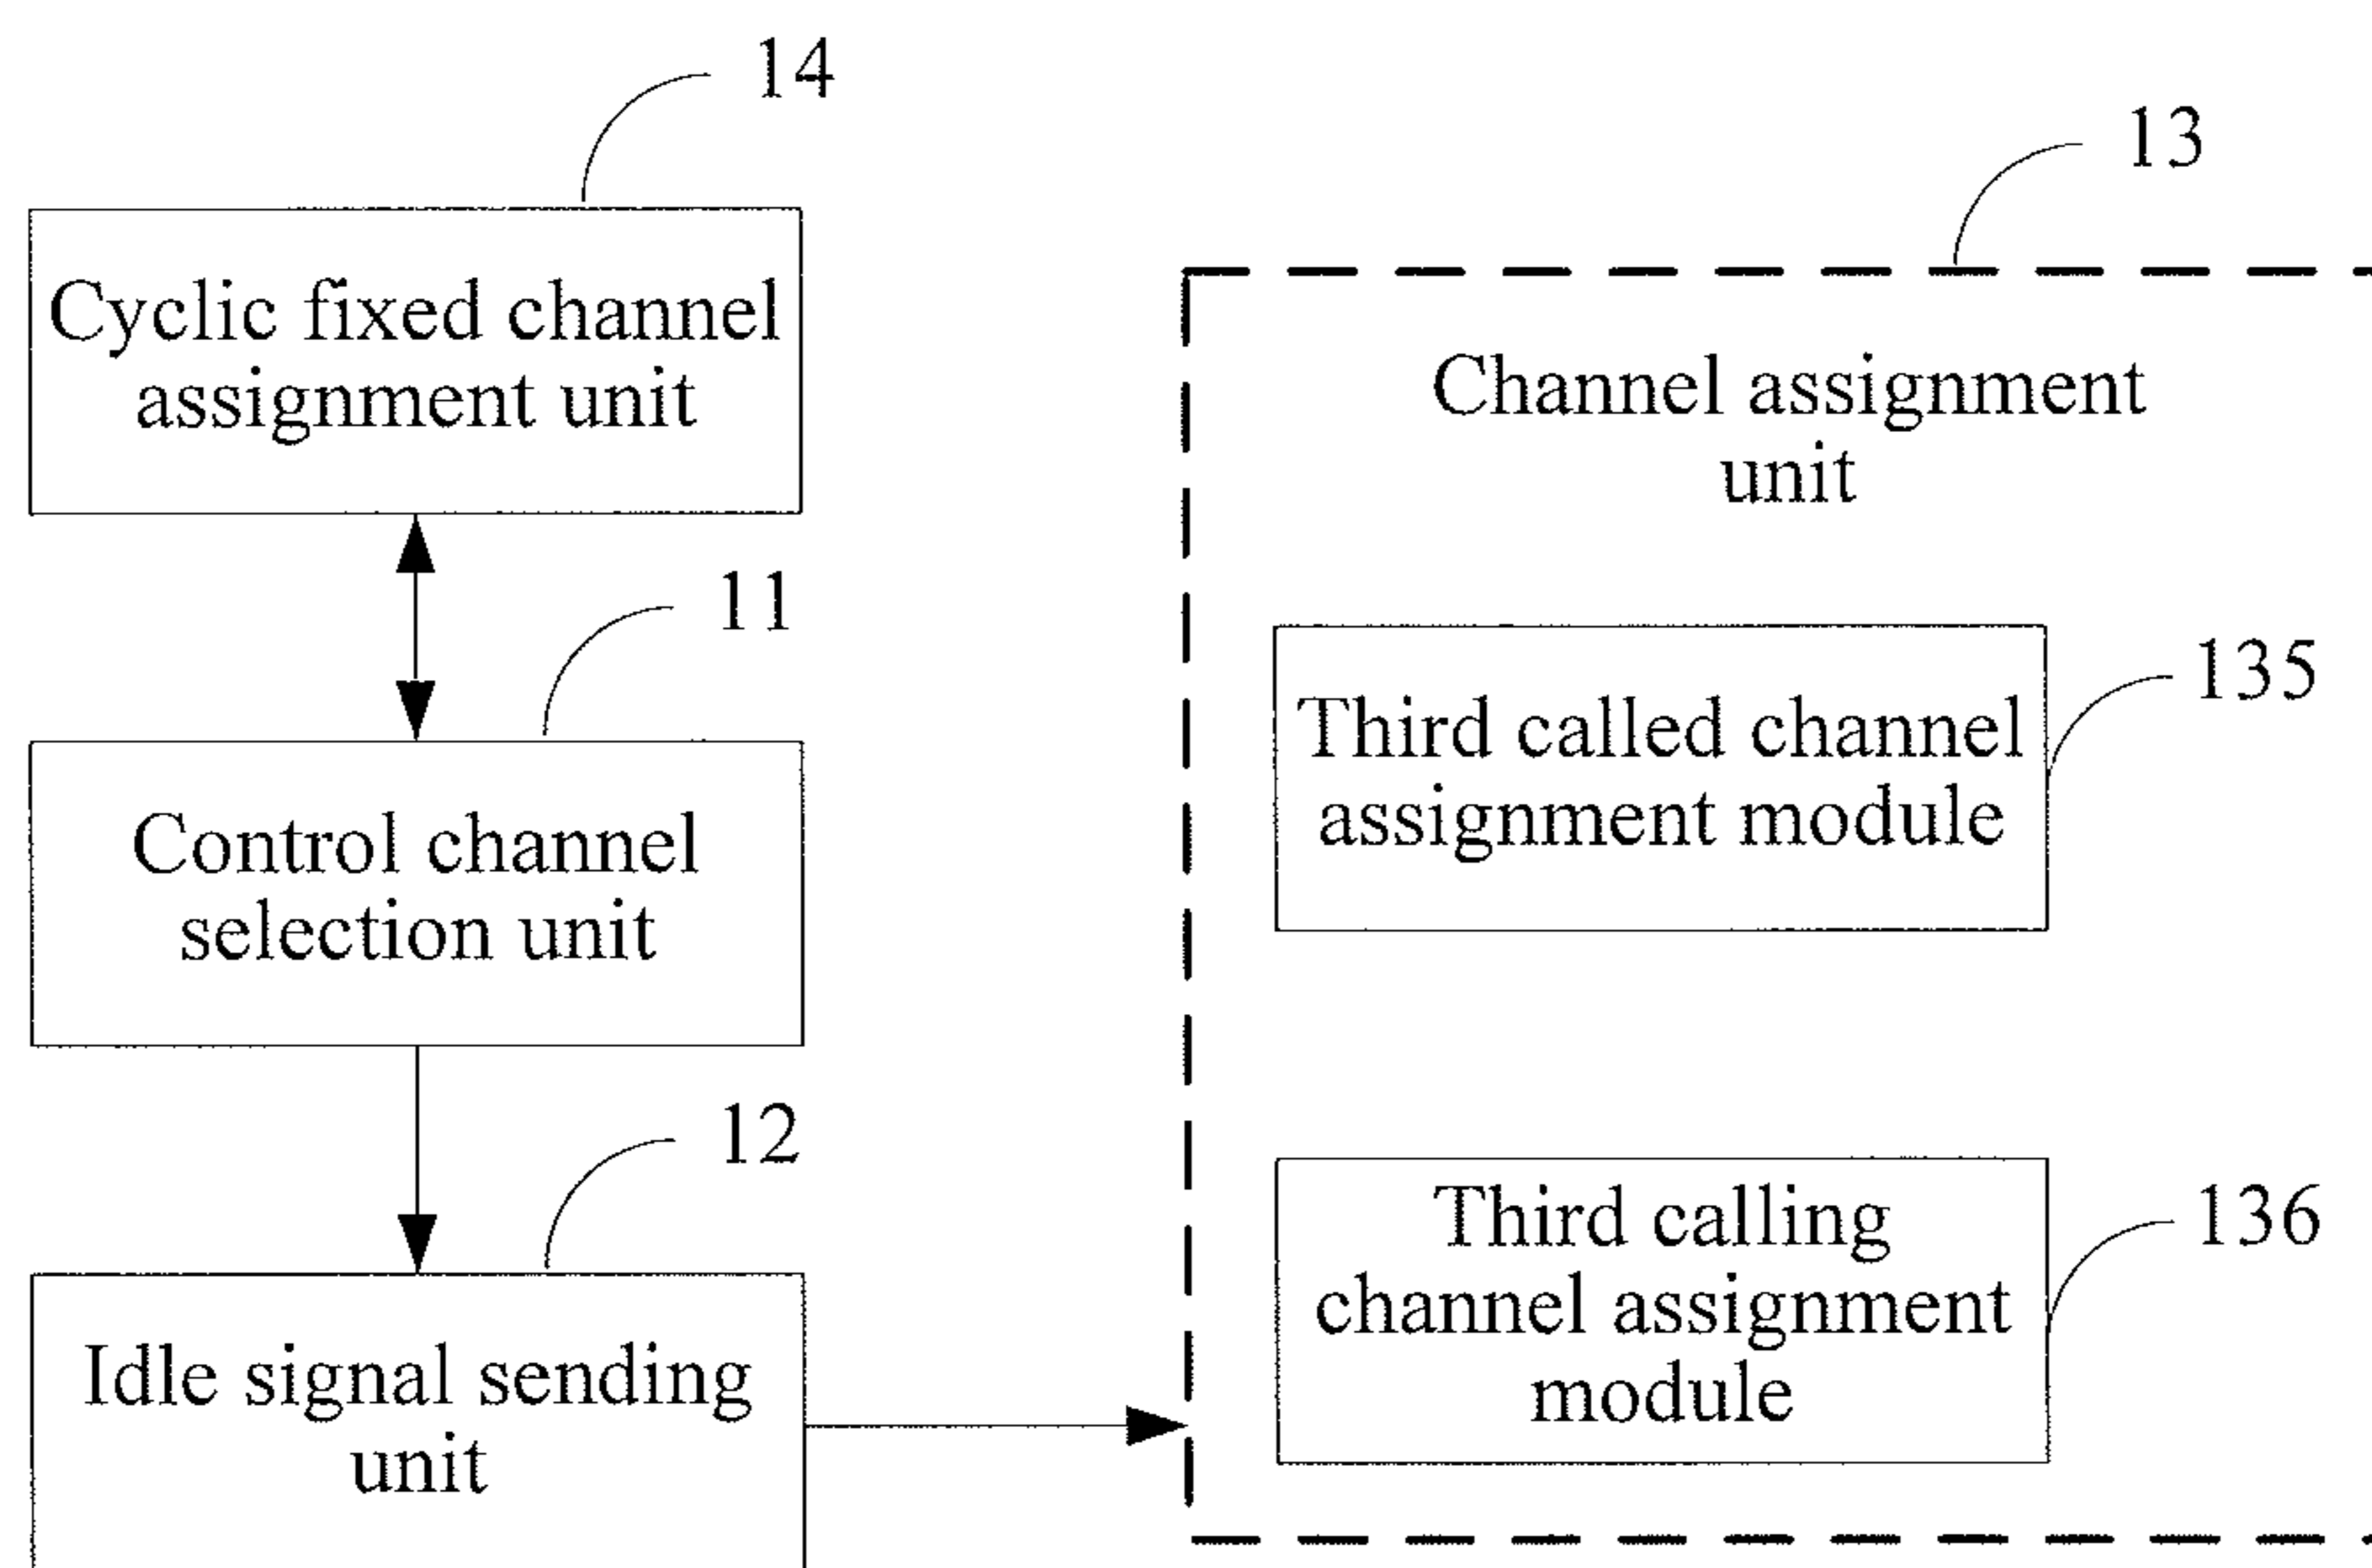 14
Cyclic fixed channel
assignment unit
11
Control channel
selection unit
12
Idle signal sending
unit
13
Channel assignment
unit
135
Third called channel
assignment module
136
Third calling
channel assignment
module